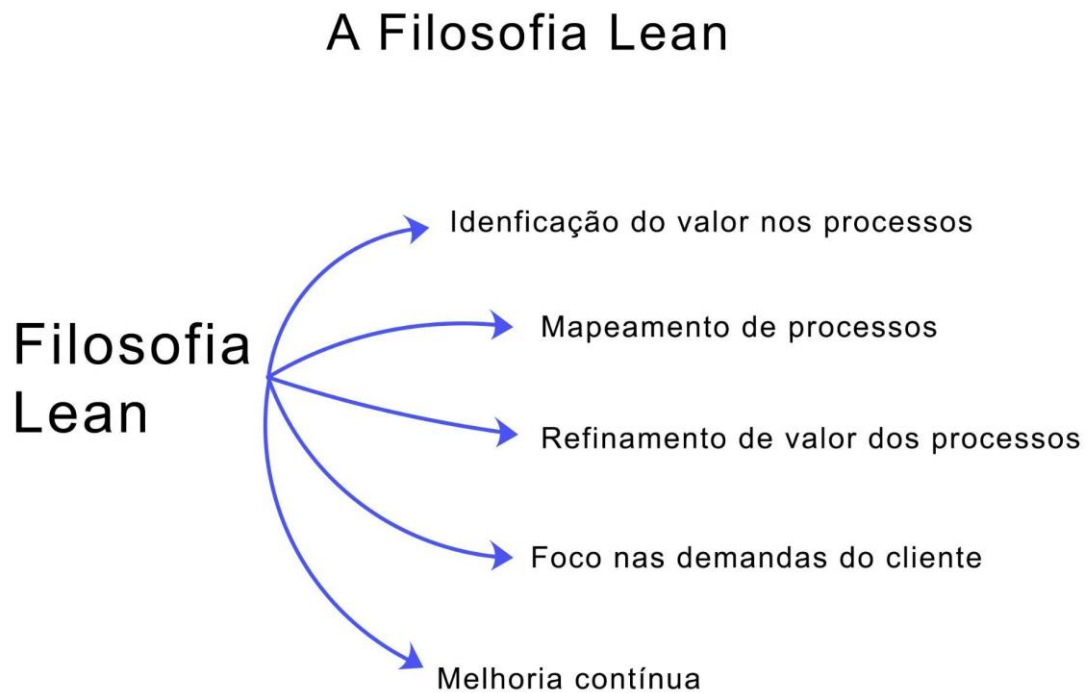 A Filosofia Lean
Idenficação do valor nos processos
Mapeamento de processos
Filosofia
Lean
Refinamento de valor dos processos
Foco nas demandas do cliente
Melhoria contínua